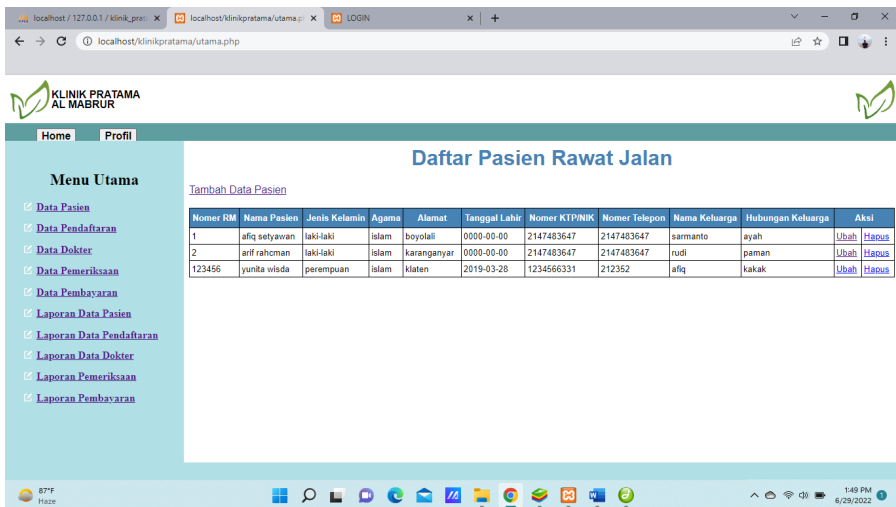 localhost / 127.0.0.1 / klinik_prat
localhost/klinikpratama/utama.p
LOGIN
localhost/klinikpratama/utama.php
KLINIK PRATAMA
AL MABRUR
Home Profil
Menu Utama
Data Pasien
Data Pendaftaran
Data Dokter
Data Pemeriksaan
Data Pembayaran
Laporan Data Pasien
Laporan Data Pendaftaran
Laporan Data Dokter
Laporan Pemeriksaan
Laporan Pembayaran
Daftar Pasien Rawat Jalan
Tambah Data Pasien
Nomer RM Nama Pasien Jenis Kelamin Agama Alamat Tanggal Lahir Nomer KTP/NIK Nomer Telepon Nama Keluarga Hubungan Keluarga Aksi
1 afiq setyawan laki-laki islam boyolali 0000-00-00 2147483647 2147483647 sarmanto ayah Ubah Hapus
2 arif rahcman laki-laki islam karanganyar 0000-00-00 2147483647 2147483647 rudi paman Ubah Hapus
123456 yunita wisda perempuan islam klaten 2019-03-28 1234566331 212352 afiq kakak Ubah Hapus
87°F
Haze
1:49 PM
6/29/2022
1